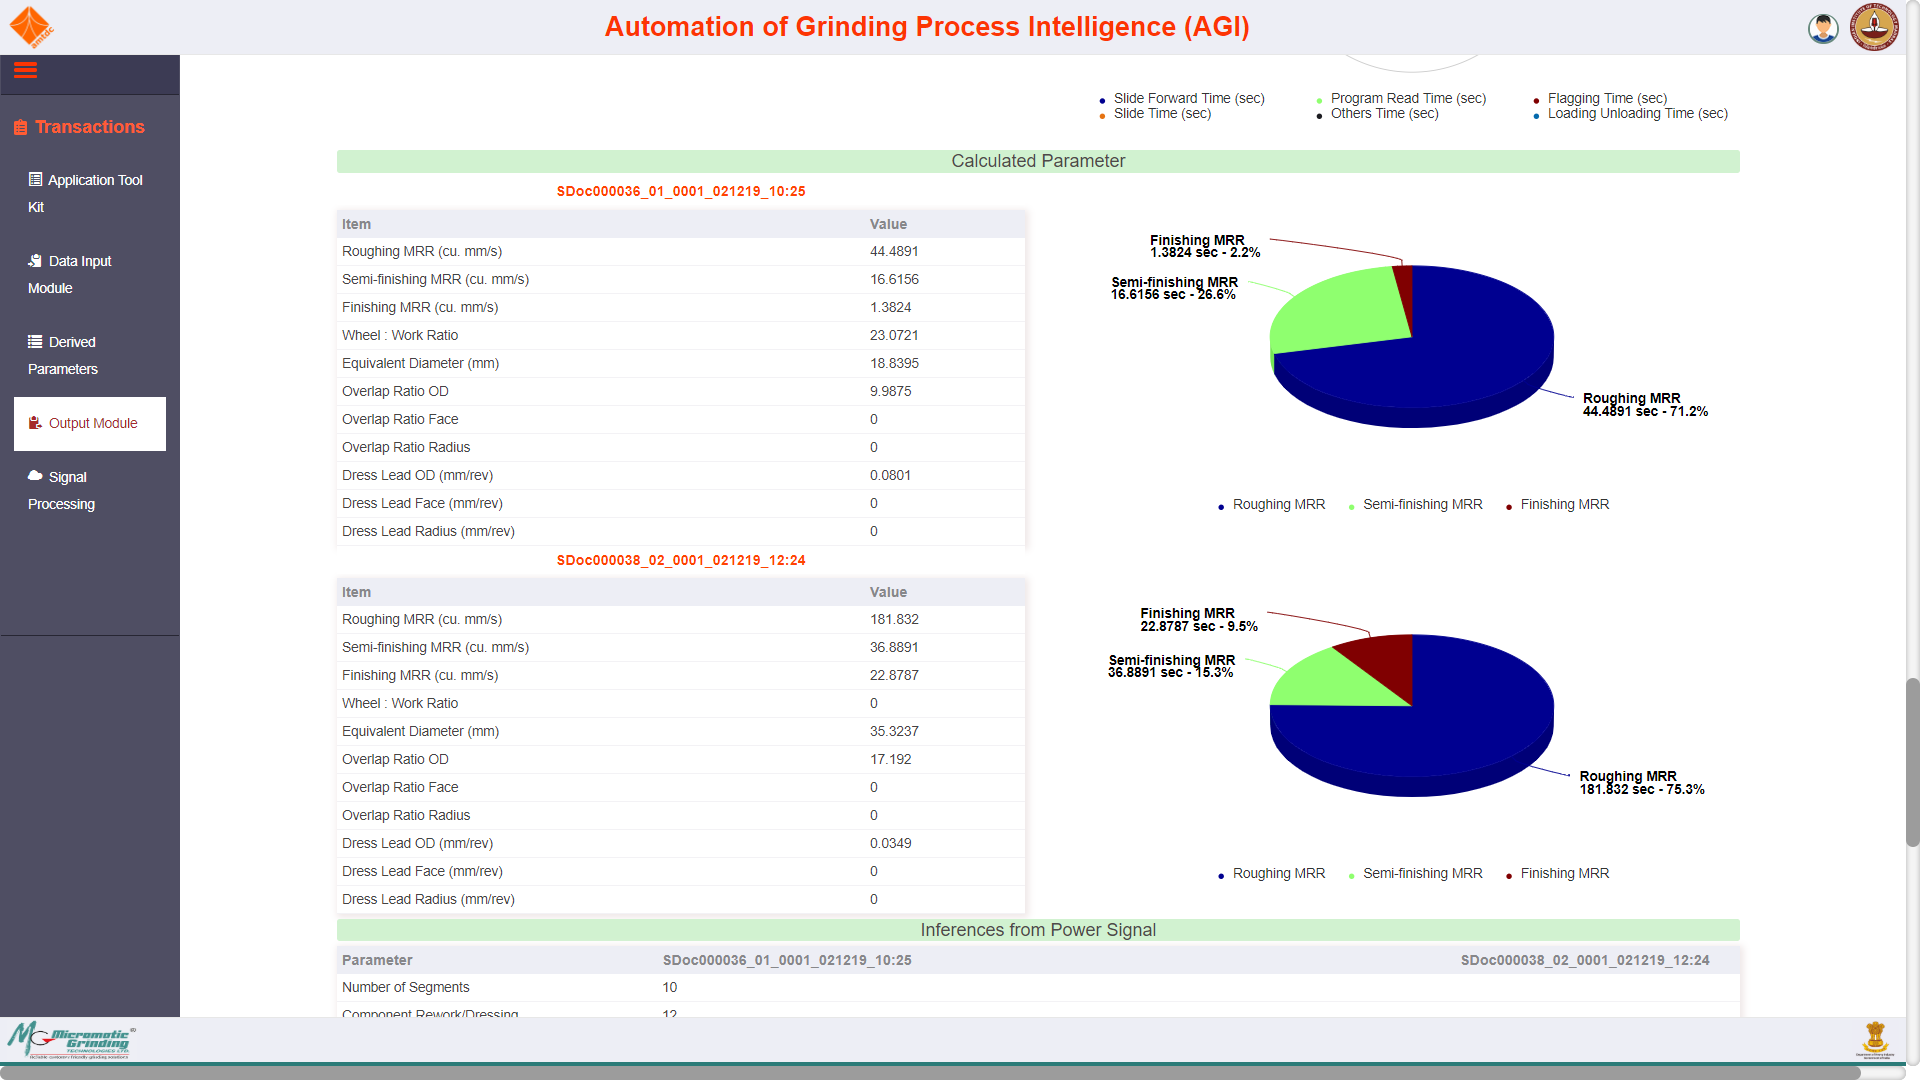 Automation of Grinding Process Intelligence (AGI)
amtdc
Transactions
Application Tool
Kit
Data Input
Module
Derived
Parameters
Output Module
Signal
Processing
Slide Forward Time (sec) Program Read Time (sec) Flagging Time (sec)
Slide Time (sec) Others Time (sec) Loading Unloading Time (sec)
Calculated Parameter
SDoc000036_01_0001_021219_10:25
Item Value
Roughing MRR (cu. mm/s) 44.4891
Semi-finishing MRR (cu. mm/s) 16.6156
Finishing MRR (cu. mm/s) 1.3824
Wheel : Work Ratio 23.0721
Equivalent Diameter (mm) 18.8395
Overlap Ratio OD 9.9875
Overlap Ratio Face 0
Overlap Ratio Radius 0
Dress Lead OD (mm/rev) 0.0801
Dress Lead Face (mm/rev) 0
Dress Lead Radius (mm/rev) 0
Finishing MRR
1.3824 sec - 2.2%
Semi-finishing MRR
16.6156 sec - 26.6%
Roughing MRR
44.4891 sec - 71.2%
Roughing MRR Semi-finishing MRR Finishing MRR
SDoc000038_02_0001_021219_12:24
Item Value
Roughing MRR (cu. mm/s) 181.832
Semi-finishing MRR (cu. mm/s) 36.8891
Finishing MRR (cu. mm/s) 22.8787
Wheel : Work Ratio 0
Equivalent Diameter (mm) 35.3237
Overlap Ratio OD 17.192
Overlap Ratio Face 0
Overlap Ratio Radius 0
Dress Lead OD (mm/rev) 0.0349
Dress Lead Face (mm/rev) 0
Dress Lead Radius (mm/rev) 0
Finishing MRR
22.8787 sec - 9.5%
Semi-finishing MRR
36.8891 sec - 15.3%
Roughing MRR
181.832 sec - 75.3%
Roughing MRR Semi-finishing MRR Finishing MRR
Inferences from Power Signal
Parameter SDoc000036_01_0001_021219_10:25 SDoc000038_02_0001_021219_12:24
Number of Segments 10
Component Rework/Dressing 12
MG Micromatic
Grinding
TECHNOLOGIES LTD.